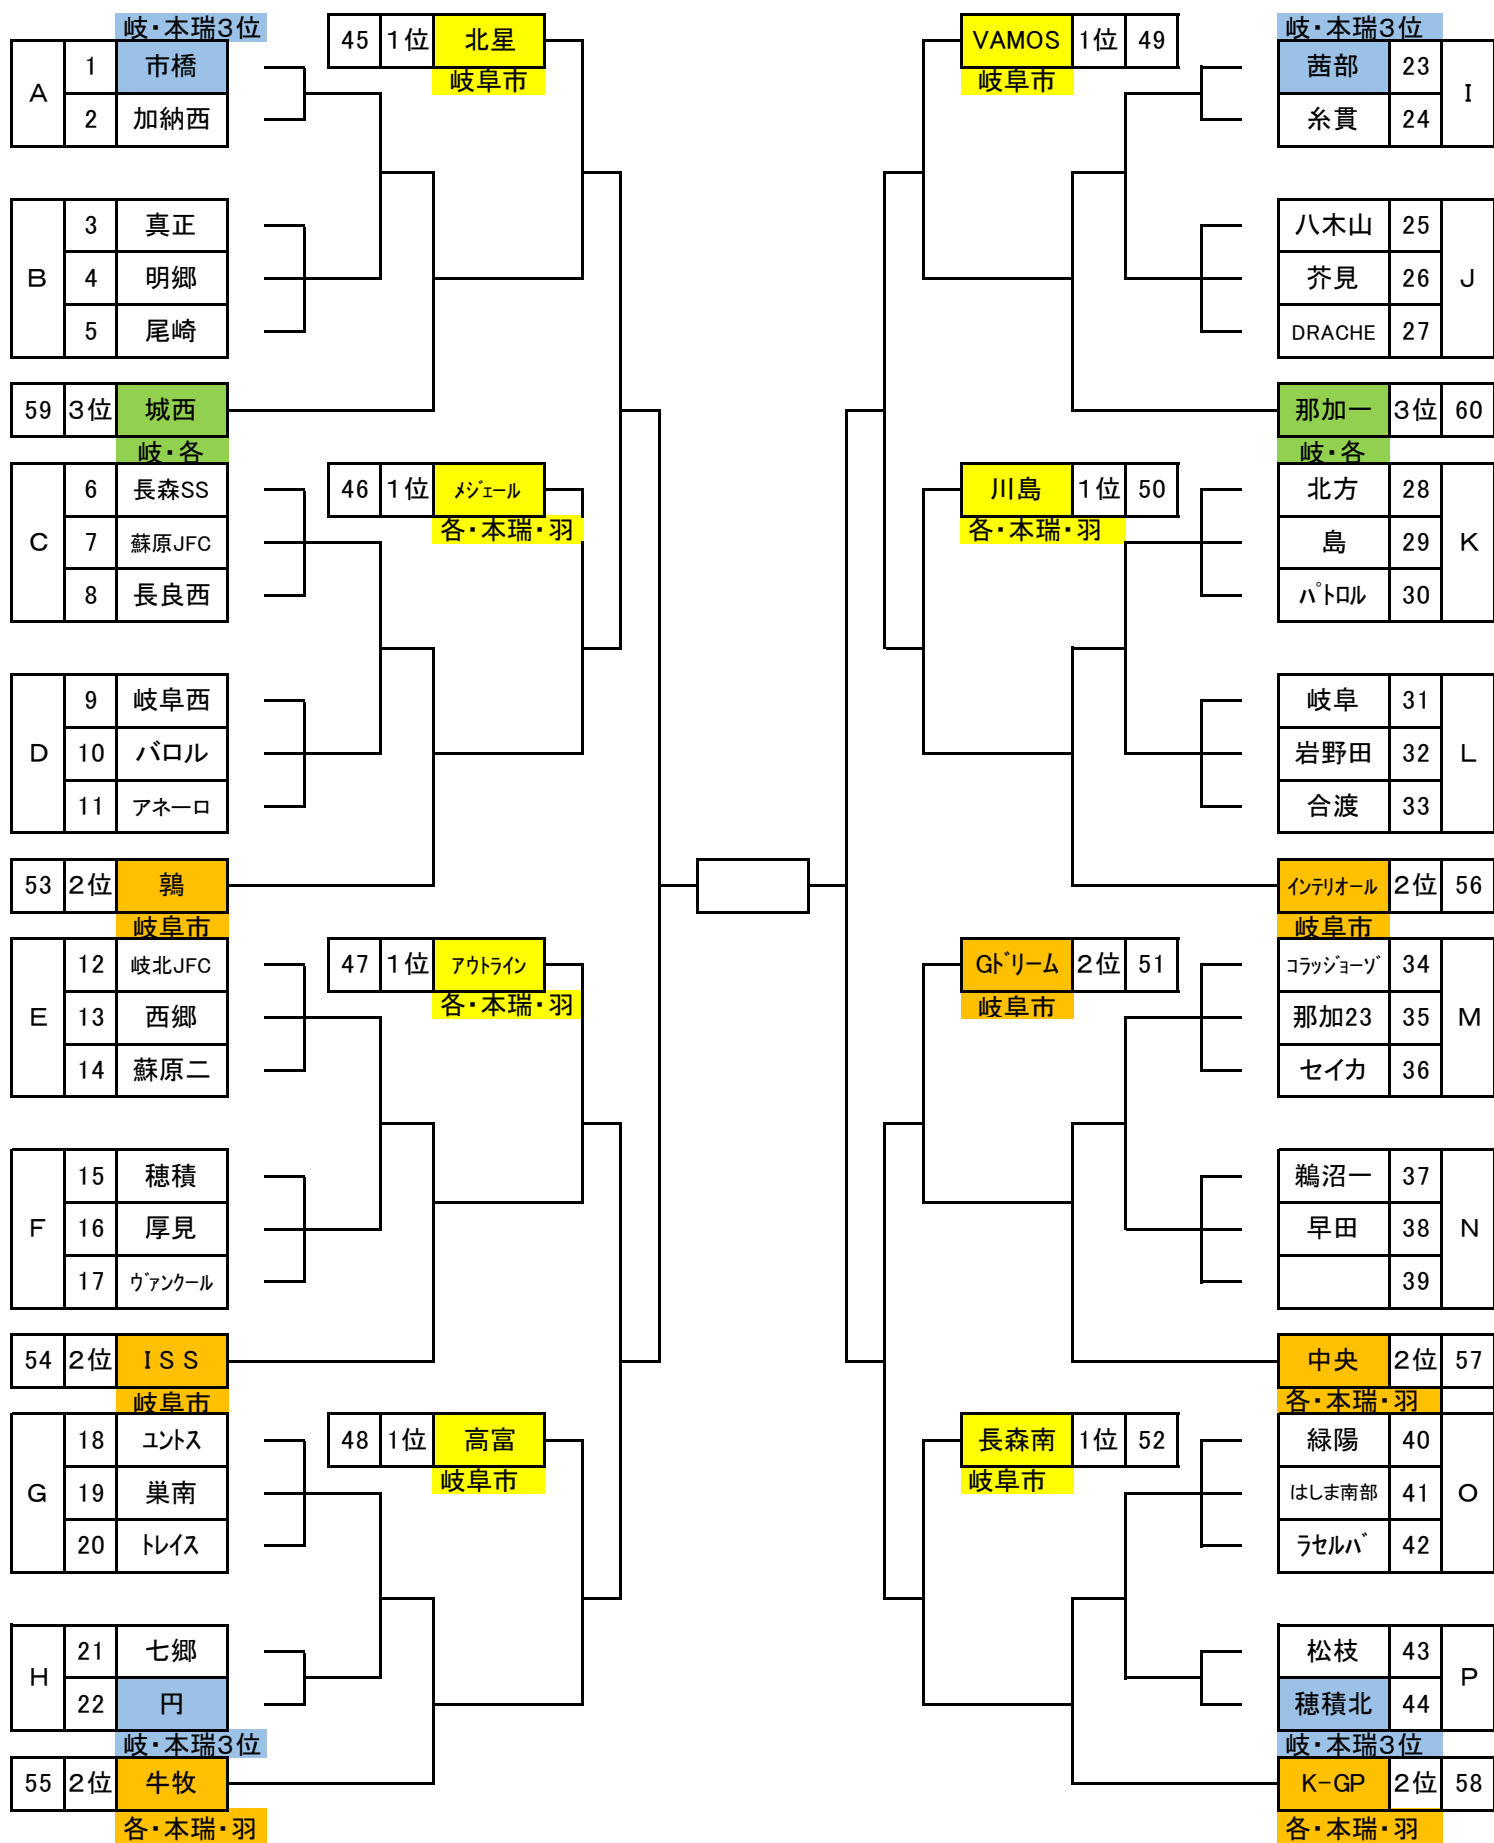 岐・本瑞３位
A
1 市橋
2 加納西
B
3 真正
4 明郷
5 尾崎
59 ３位 城西
岐・各
C
6 長森SS
7 蘇原JFC
8 長良西
D
9 岐阜西
10 バロル
11 アネーロ
53 ２位 鶉
岐阜市
E
12 岐北JFC
13 西郷
14 蘇原二
F
15 穂積
16 厚見
17 ヴァンクール
54 ２位 ＩＳＳ
岐阜市
G
18 ユントス
19 巣南
20 トレイス
H
21 七郷
22 円
岐・本瑞３位
55 ２位 牛牧
各・本瑞・羽
45 １位 北星
岐阜市
46 １位 メジェール
各・本瑞・羽
47 １位 アウトライン
各・本瑞・羽
48 １位 高富
岐阜市
VAMOS １位 49
岐阜市
川島 １位 50
各・本瑞・羽
Gドリーム ２位 51
岐阜市
長森南 １位 52
岐阜市
岐・本瑞３位
茜部 23
糸貫 24
I
八木山 25
芥見 26
DRACHE 27
J
那加一 ３位 60
岐・各
北方 28
島 29
パトロル 30
K
岐阜 31
岩野田 32
合渡 33
L
インテリオール ２位 56
岐阜市
コラッジョーゾ 34
那加23 35
セイカ 36
M
鵜沼一 37
早田 38
39
N
中央 ２位 57
各・本瑞・羽
緑陽 40
はしま南部 41
ラセルバ 42
O
松枝 43
穂積北 44
P
岐・本瑞３位
K-GP ２位 58
各・本瑞・羽